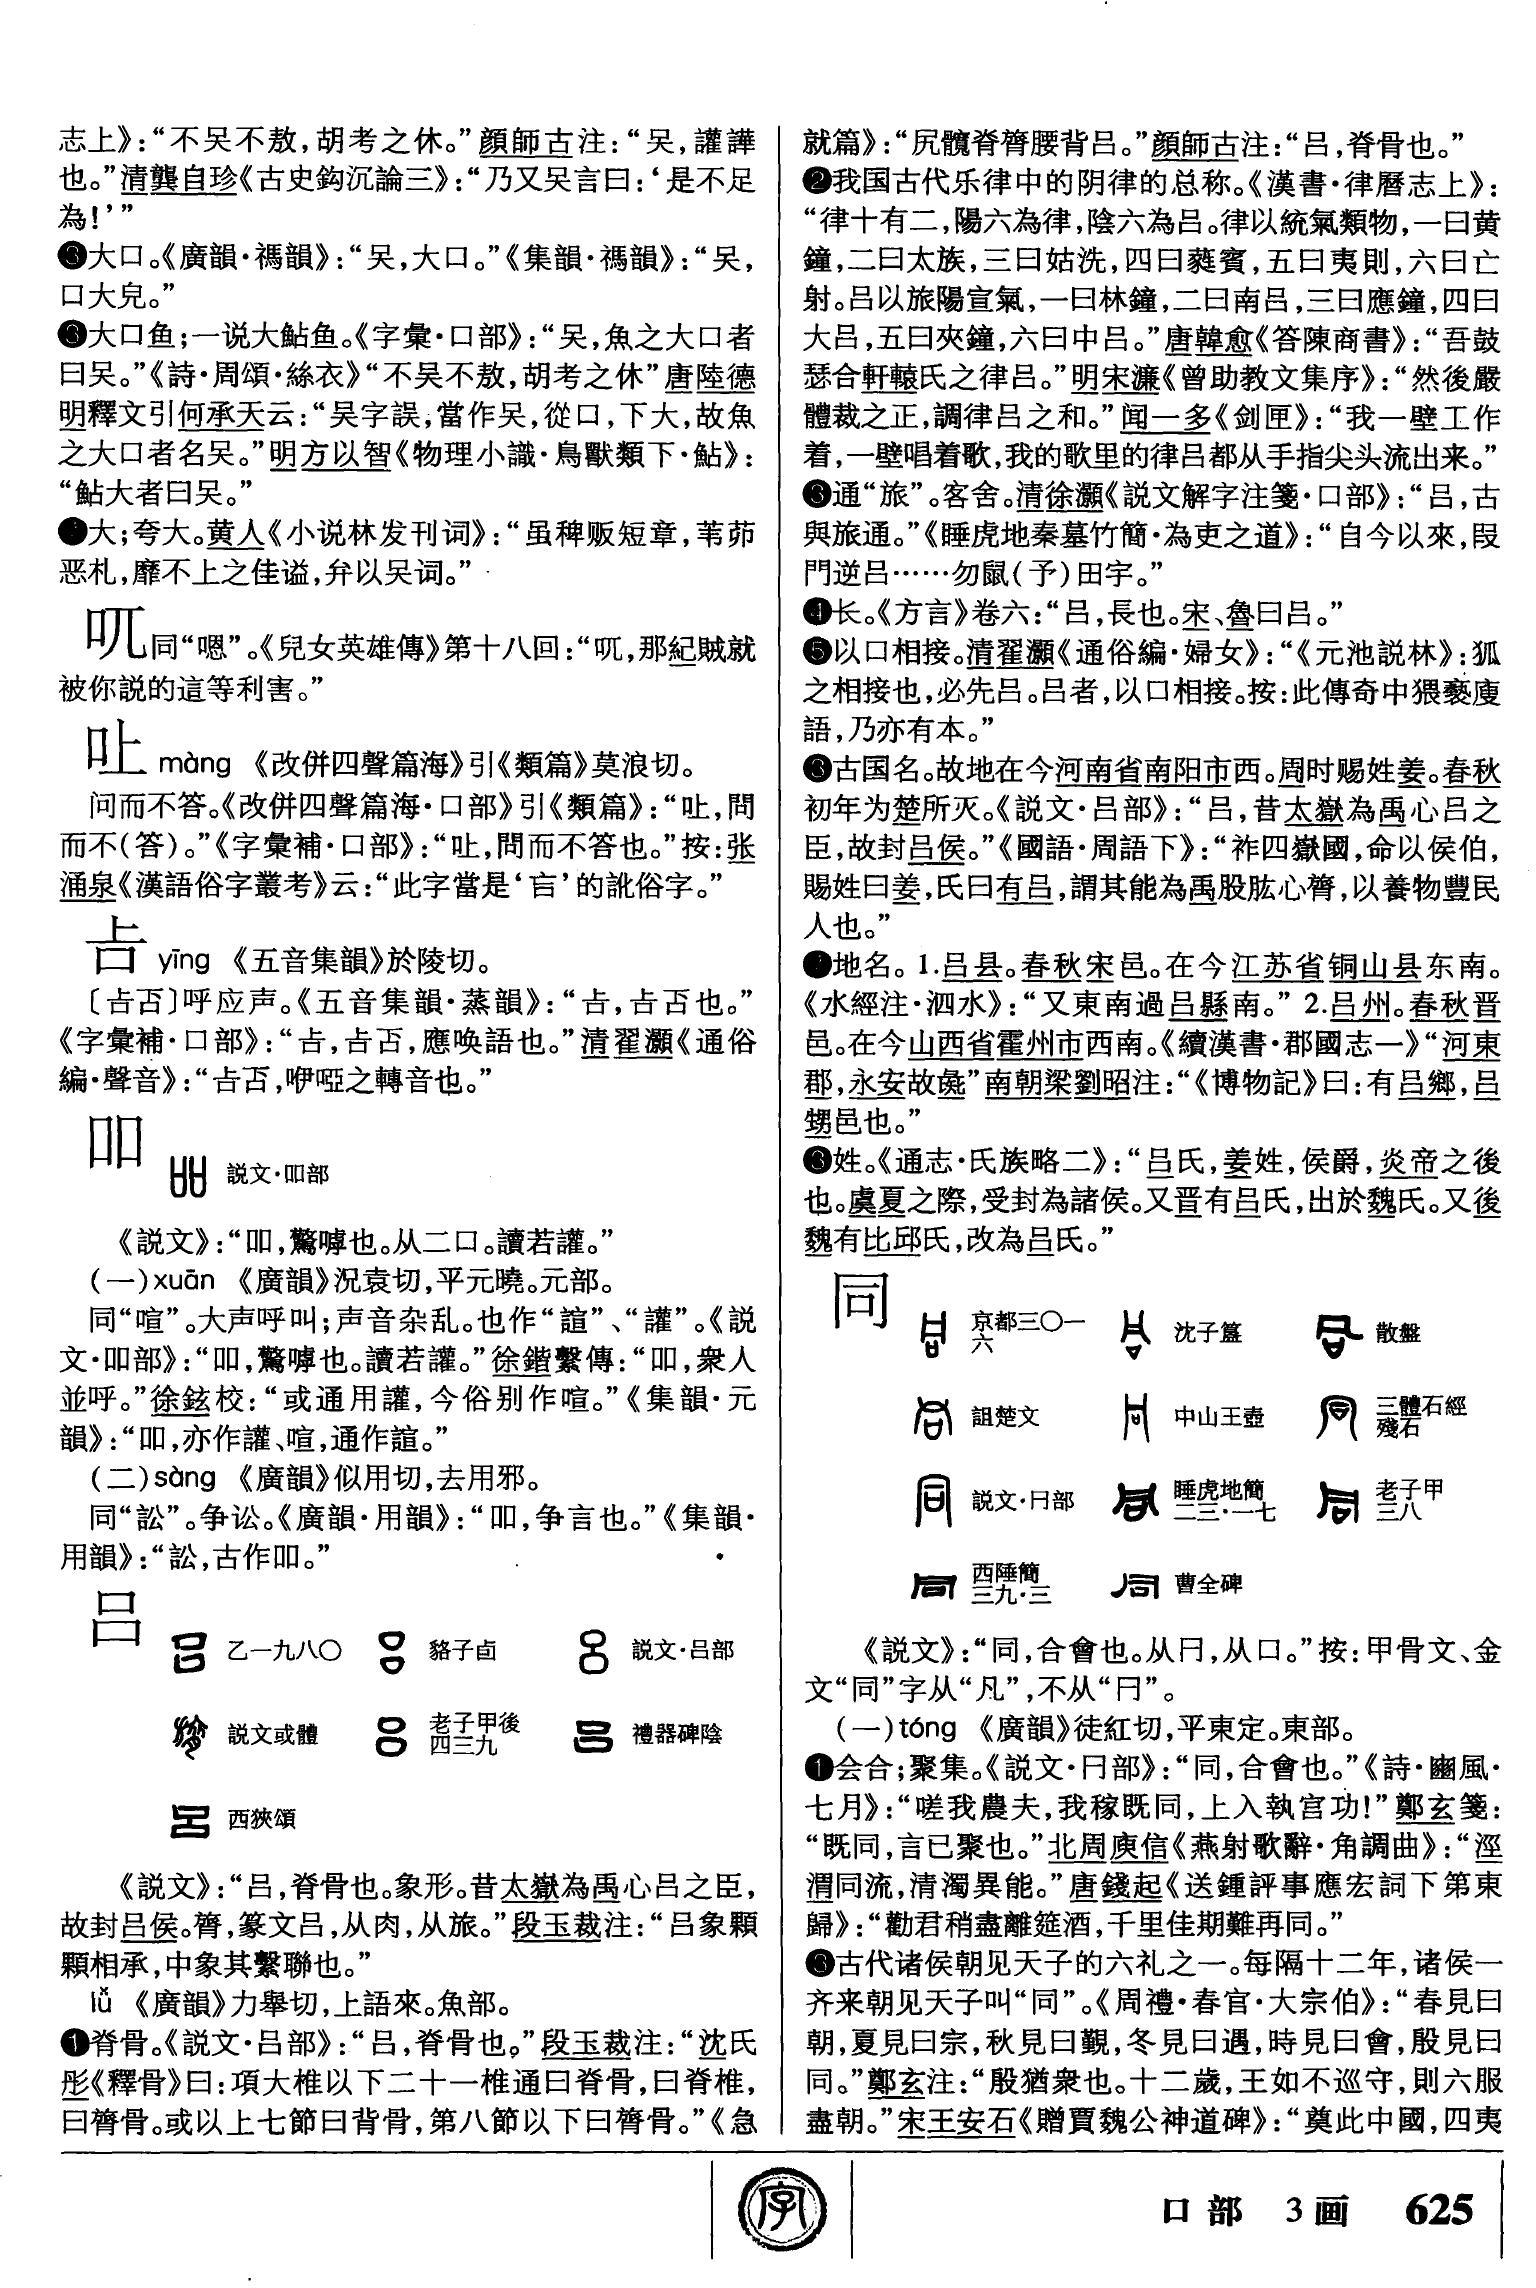 志上》：“不吴不敖，胡考之休。”顔師古注：“吴，讙譁
也。”清龔自珍《古史鈎沉論三》：“乃又吴言曰：‘是不足
為！’”
❸大口。《廣韻·禡韻》：“吴，大口。”《集韻·禡韻》：“吴，
口大皃。”
❸大口鱼；一说大鮎鱼。《字彙·口部》：“吴，魚之大口者
曰吴。”《詩·周頌·絲衣》“不吴不敖，胡考之休”唐陸德
明釋文引何承天云：“吴字誤，當作吴，從口，下大，故魚
之大口者名吴。”明方以智《物理小識·鳥獸類下·鮎》：
“鮎大者曰吴。”
大；夸大。黄人《小说林发刊词》：“虽稗贩短章，苇茆
恶札，靡不上之佳谥，弁以吴词。”
㕶同“嗯”。《兒女英雄傳》第十八回：“㕶，那紀賊就
被你説的這等利害。”
吐 màng 《改併四聲篇海》引《類篇》莫浪切。
问而不答。《改併四聲篇海·口部》引《類篇》：“，問
而不(答)。”《字彙補·口部》：“，問而不答也。”按：张
涌泉《漢語俗字叢考》云：“此字當是‘吂’的訛俗字。”
yīng 《五音集韻》於陵切。
〔〕呼应声。《五音集韻·蒸韻》：“，也。”
《字彙補·口部》：“，，應唤語也。”清翟灝《通俗
編·聲音》：“，咿啞之轉音也。”
吅
説文·吅部
《説文》：“吅，驚嘑也。从二口。讀若讙。”
(一)xuān 《廣韻》況袁切，平元曉。元部。
同“喧”。大声呼叫；声音杂乱。也作“諠”、“讙”。《説
文·吅部》：“吅，驚嘑也。讀若讙。”徐鍇繫傳：“吅，衆人
並呼。”徐鉉校：“或通用讙，今俗别作喧。”《集韻·元
韻》：“吅，亦作讙、喧，通作諠。”
(二)sàng 《廣韻》似用切，去用邪。
同“訟”。争讼。《廣韻·用韻》：“吅，争言也。”《集韻·
用韻》：“訟，古作吅。”
吕
乙一九八〇 貉子卣 説文·吕部
説文或體 老子甲後四三九 禮器碑陰
西狹頌
《説文》：“吕，脊骨也。象形。昔太嶽為禹心吕之臣，
故封吕侯。膂，篆文吕，从肉，从旅。”段玉裁注：“吕象顆
顆相承，中象其繫聯也。”
lǚ 《廣韻》力舉切，上語來。魚部。
❶脊骨。《説文·吕部》：“吕，脊骨也。”段玉裁注：“沈氏
彤《釋骨》曰：項大椎以下二十一椎通曰脊骨，曰脊椎，
曰膂骨。或以上七節曰背骨，第八節以下曰膂骨。”《急
就篇》：“尻髖脊膂腰背吕。”顔師古注：“吕，脊骨也。”
❷我国古代乐律中的阴律的总称。《漢書·律曆志上》：
“律十有二，陽六為律，陰六為吕。律以統氣類物，一曰黄
鐘，二曰太族，三曰姑洗，四曰蕤賓，五曰夷則，六曰亡
射。吕以旅陽宣氣，一曰林鐘，二曰南吕，三曰應鐘，四曰
大吕，五曰夾鐘，六曰中吕。”唐韓愈《答陳商書》：“吾鼓
瑟合軒轅氏之律吕。”明宋濂《曾助教文集序》：“然後嚴
體裁之正，調律吕之和。”闻一多《剑匣》：“我一壁工作
着，一壁唱着歌，我的歌里的律吕都从手指尖头流出来。”
❸通“旅”。客舍。清徐灝《説文解字注箋·口部》：“吕，古
與旅通。”《睡虎地秦墓竹簡·為吏之道》：“自今以來，叚
門逆吕……勿鼠(予)田宇。”
❹长。《方言》卷六：“吕，長也。宋、魯曰吕。”
❺以口相接。清翟灝《通俗編·婦女》：“《元池説林》：狐
之相接也，必先吕。吕者，以口相接。按：此傳奇中猥褻廋
語，乃亦有本。”
❸古国名。故地在今河南省南阳市西。周时赐姓姜。春秋
初年为楚所灭。《説文·吕部》：“吕，昔太嶽為禹心吕之
臣，故封吕侯。”《國語·周語下》：“祚四嶽國，命以侯伯，
賜姓曰姜，氏曰有吕，謂其能為禹股肱心膂，以養物豐民
人也。”
地名。1.吕县。春秋宋邑。在今江苏省铜山县东南。
《水經注·泗水》：“又東南過吕縣南。”2.吕州。春秋晋
邑。在今山西省霍州市西南。《續漢書·郡國志一》“河東
郡，永安故彘”南朝梁劉昭注：“《博物記》曰：有吕鄉，吕
甥邑也。”
❸姓。《通志·氏族略二》：“吕氏，姜姓，侯爵，炎帝之後
也。虞夏之際，受封為諸侯。又晋有吕氏，出於魏氏。又後
魏有比邱氏，改為吕氏。”
同
京都三〇一六 沈子簋 散盤
詛楚文 中山王壺 三體石經殘石
説文·冃部 睡虎地簡二三·一七 老子甲三八
西陲簡三九·三 曹全碑
《説文》：“同，合會也。从冃，从口。”按：甲骨文、金
文“同”字从“凡”，不从“冃”。
(一)tóng 《廣韻》徒紅切，平東定。東部。
❶会合；聚集。《説文·冃部》：“同，合會也。”《詩·豳風·
七月》：“嗟我農夫，我稼既同，上入執宫功!”鄭玄箋：
“既同，言已聚也。”北周庾信《燕射歌辭·角調曲》：“涇
渭同流，清濁異能。”唐錢起《送鍾評事應宏詞下第東
歸》：“勸君稍盡離筵酒，千里佳期難再同。”
❸古代诸侯朝见天子的六礼之一。每隔十二年，诸侯一
齐来朝见天子叫“同”。《周禮·春官·大宗伯》：“春見曰
朝，夏見曰宗，秋見曰覲，冬見曰遇，時見曰會，殷見曰
同。”鄭玄注：“殷猶衆也。十二歲，王如不巡守，則六服
盡朝。”宋王安石《贈賈魏公神道碑》：“奠此中國，四夷
字
口部 3画 625